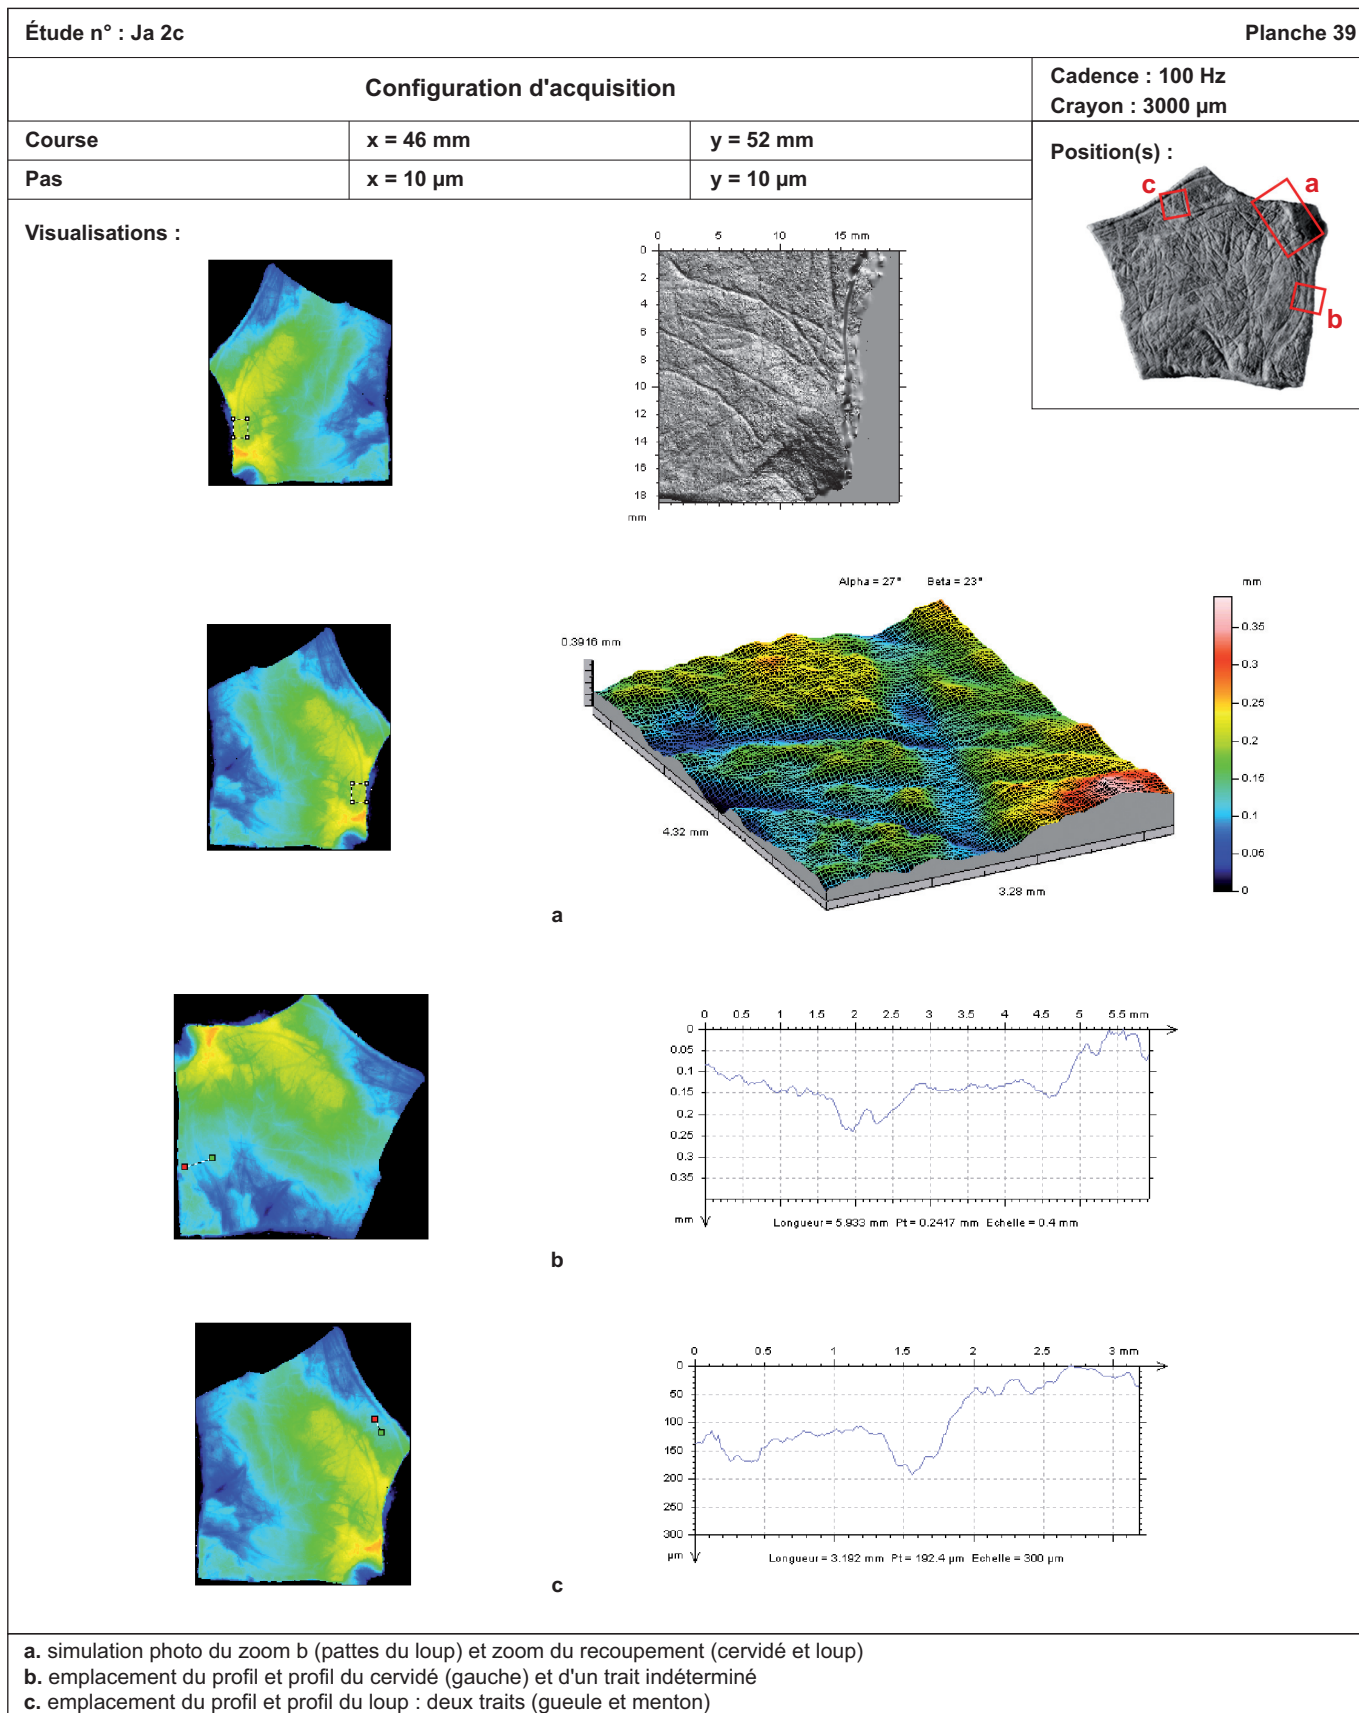 Étude n° : Ja 2c Planche 39
Configuration d'acquisition
Cadence : 100 Hz
Crayon : 3000 µm
Course x = 46 mm y = 52 mm
Pas x = 10 µm y = 10 µm
Position(s) :
c a
b
Visualisations :
0 5 10 15 mm
0
2
4
6
8
10
12
14
16
18
mm
Alpha = 27° Beta = 23°
mm
0.3916 mm
0.35
0.3
0.25
0.2
0.15
0.1
0.05
0
4.32 mm
3.28 mm
a
0 0.5 1 1.5 2 2.5 3 3.5 4 4.5 5 5.5 mm
0
0.05
0.1
0.15
0.2
0.25
0.3
0.35
mm
Longueur = 5.933 mm Pt = 0.2417 mm Echelle = 0.4 mm
b
0 0.5 1 1.5 2 2.5 3 mm
0
50
100
150
200
250
300
µm
Longueur = 3.192 mm Pt = 192.4 µm Echelle = 300 µm
c
a. simulation photo du zoom b (pattes du loup) et zoom du recoupement (cervidé et loup)
b. emplacement du profil et profil du cervidé (gauche) et d'un trait indéterminé
c. emplacement du profil et profil du loup : deux traits (gueule et menton)